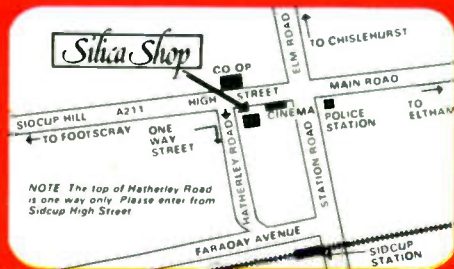 Silica Shop
CO OP
ELM ROAD
TO CHISLEHURST
MAIN ROAD
SIDCUP HILL A211 HIGH STREET
CINEMA
POLICE
STATION
TO
ELTHAM
TO FOOTSCRAY
ONE
WAY
STREET
HATHERLEY ROAD
STATION ROAD
NOTE The top of Hatherley Road
is one way only Please enter from
Sidcup High Street
FARADAY AVENUE
SIDCUP
STATION